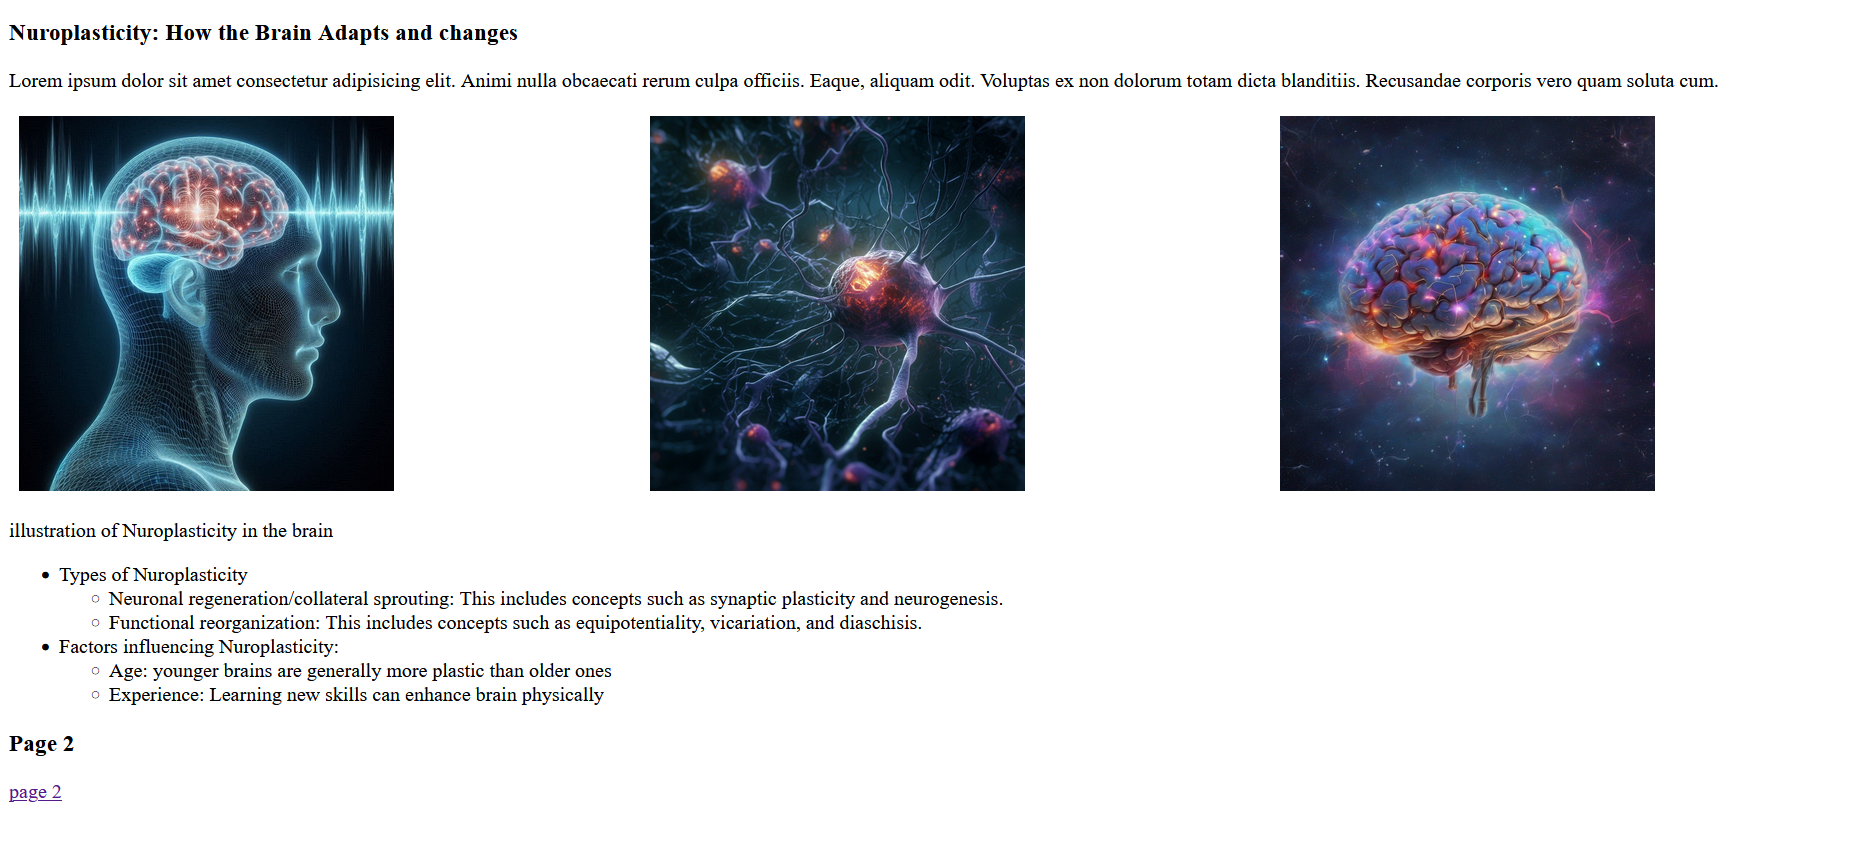 Nuroplasticity: How the Brain Adapts and changes
Lorem ipsum dolor sit amet consectetur adipisicing elit. Animi nulla obcaecati rerum culpa officiis. Eaque, aliquam odit. Voluptas ex non dolorum totam dicta blanditiis. Recusandae corporis vero quam soluta cum.
illustration of Nuroplasticity in the brain
• Types of Nuroplasticity
○ Neuronal regeneration/collateral sprouting: This includes concepts such as synaptic plasticity and neurogenesis.
○ Functional reorganization: This includes concepts such as equipotentiality, vicariation, and diaschisis.
• Factors influencing Nuroplasticity:
○ Age: younger brains are generally more plastic than older ones
○ Experience: Learning new skills can enhance brain physically
Page 2
page 2